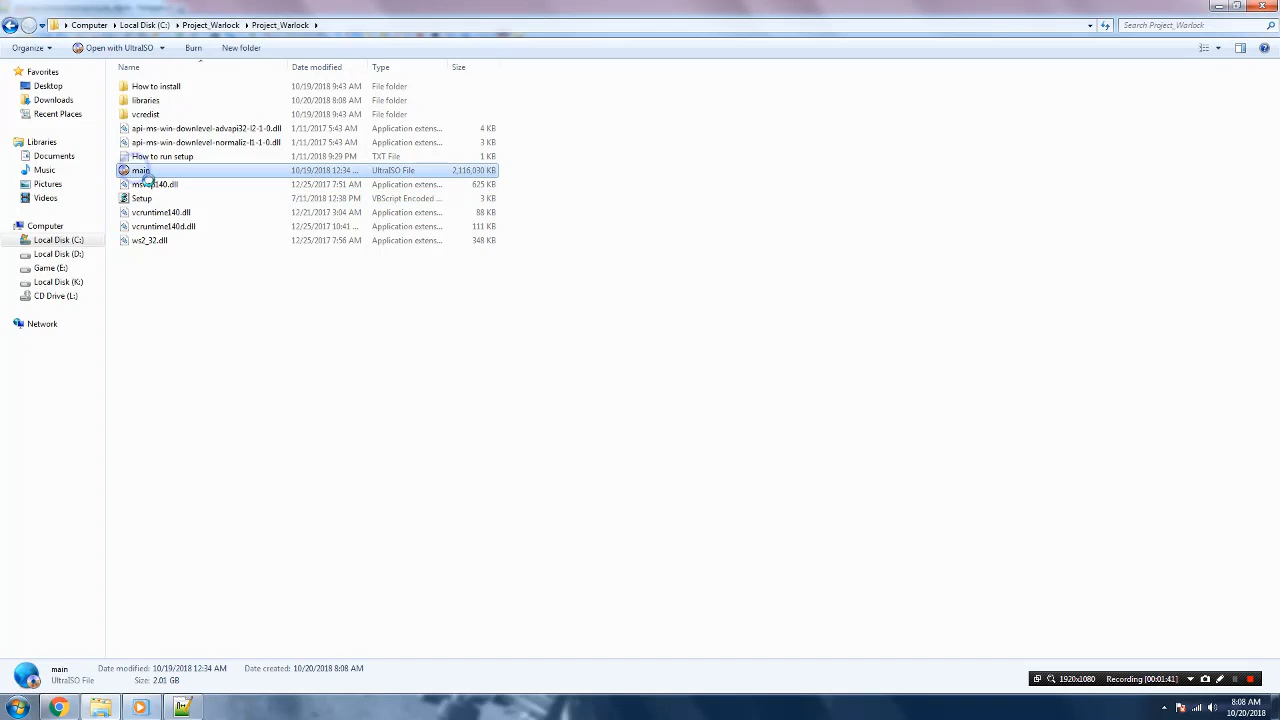 Computer ▸ Local Disk (C:) ▸ Project_Warlock ▸ Project_Warlock ▸ Search Project_Warlock
Organize Open with UltraISO Burn New folder
Name Date modified Type Size
Favorites
Desktop
Downloads
Recent Places
Libraries
Documents
Music
Pictures
Videos
Computer
Local Disk (C:)
Local Disk (D:)
Game (E:)
Local Disk (K:)
CD Drive (L:)
Network
How to install 10/19/2018 9:43 AM File folder
libraries 10/20/2018 8:08 AM File folder
vcredist 10/19/2018 9:43 AM File folder
api-ms-win-downlevel-advapi32-l2-1-0.dll 1/11/2017 5:43 AM Application extens... 4 KB
api-ms-win-downlevel-normaliz-l1-1-0.dll 1/11/2017 5:43 AM Application extens... 3 KB
How to run setup 1/11/2018 9:29 PM TXT File 1 KB
main 10/19/2018 12:34 ... UltraISO File 2,116,030 KB
msvcp140.dll 12/25/2017 7:51 AM Application extens... 625 KB
Setup 7/11/2018 12:38 PM VBScript Encoded ... 3 KB
vcruntime140.dll 12/21/2017 3:04 AM Application extens... 88 KB
vcruntime140d.dll 12/25/2017 10:41 ... Application extens... 111 KB
ws2_32.dll 12/25/2017 7:56 AM Application extens... 348 KB
main Date modified: 10/19/2018 12:34 AM Date created: 10/20/2018 8:08 AM
UltraISO File Size: 2.01 GB
1920x1080 Recording [00:01:41]
8:08 AM
10/20/2018